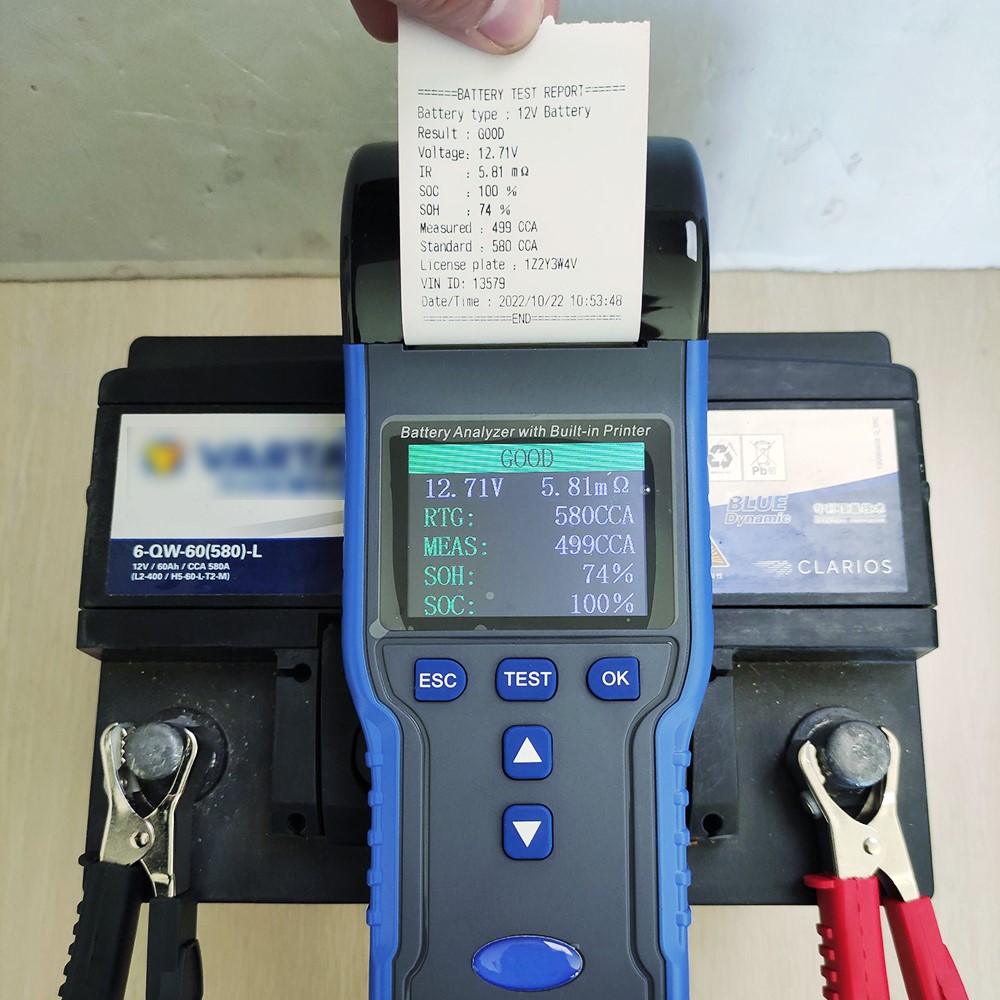 ======BATTERY TEST REPORT======
Battery type : 12V Battery
Result : GOOD
Voltage: 12.71V
IR : 5.81 mΩ
SOC : 100 %
SOH : 74 %
Measured : 499 CCA
Standard : 580 CCA
License plate : 1Z2Y3W4V
VIN ID: 13579
Date/Time : 2022/10/22 10:53:48
=============END==============
Battery Analyzer with Built-in Printer
GOOD
12.71V 5.81mΩ
RTG: 580CCA
MEAS: 499CCA
SOH: 74%
SOC: 100%
ESC TEST OK
VARTA
6-QW-60(580)-L
12V / 60Ah / CCA 580A
(L2-400 / H5-60-L-T2-M)
Pb
BLUE
Dynamic
CLARIOS